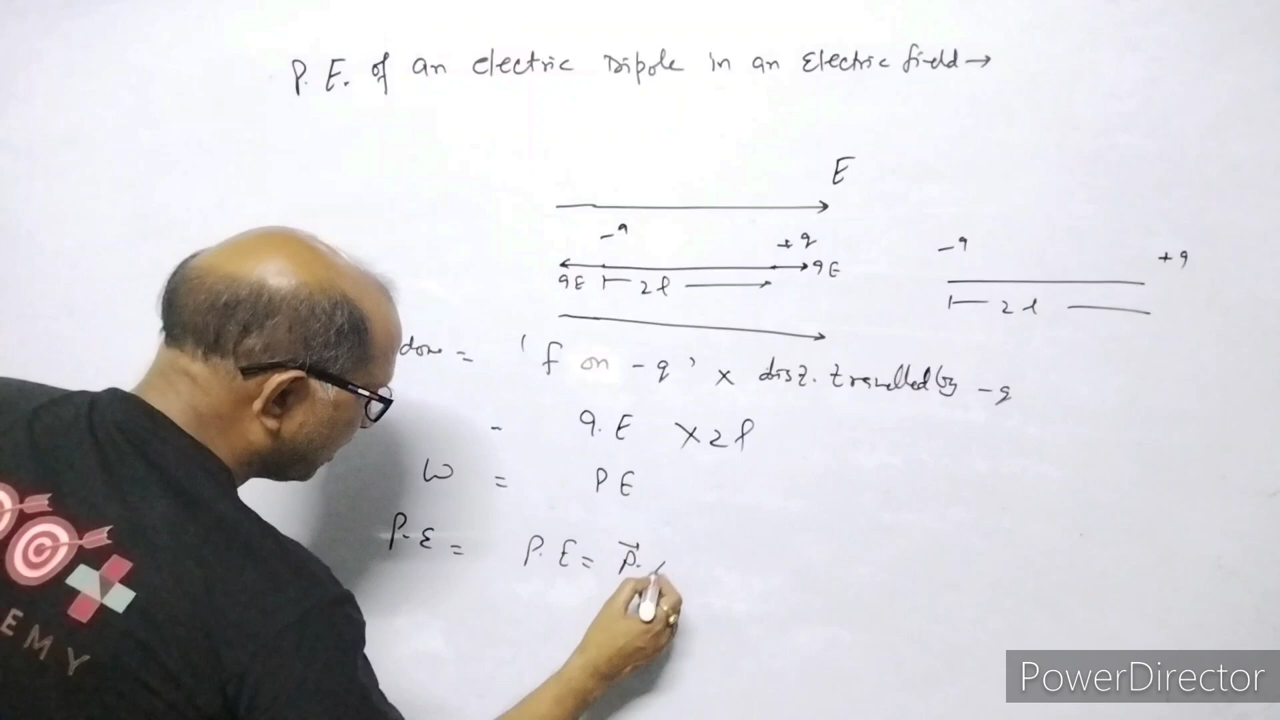 P. E. of an electric Dipole in an Electric field →
E
-q +q
qE 2l qE
-q +q
2l
done = 'f on -q' x dist. travelled by -q
- q.E X 2l
W = PE
P.E = P.E = P.
EMY
PowerDirector